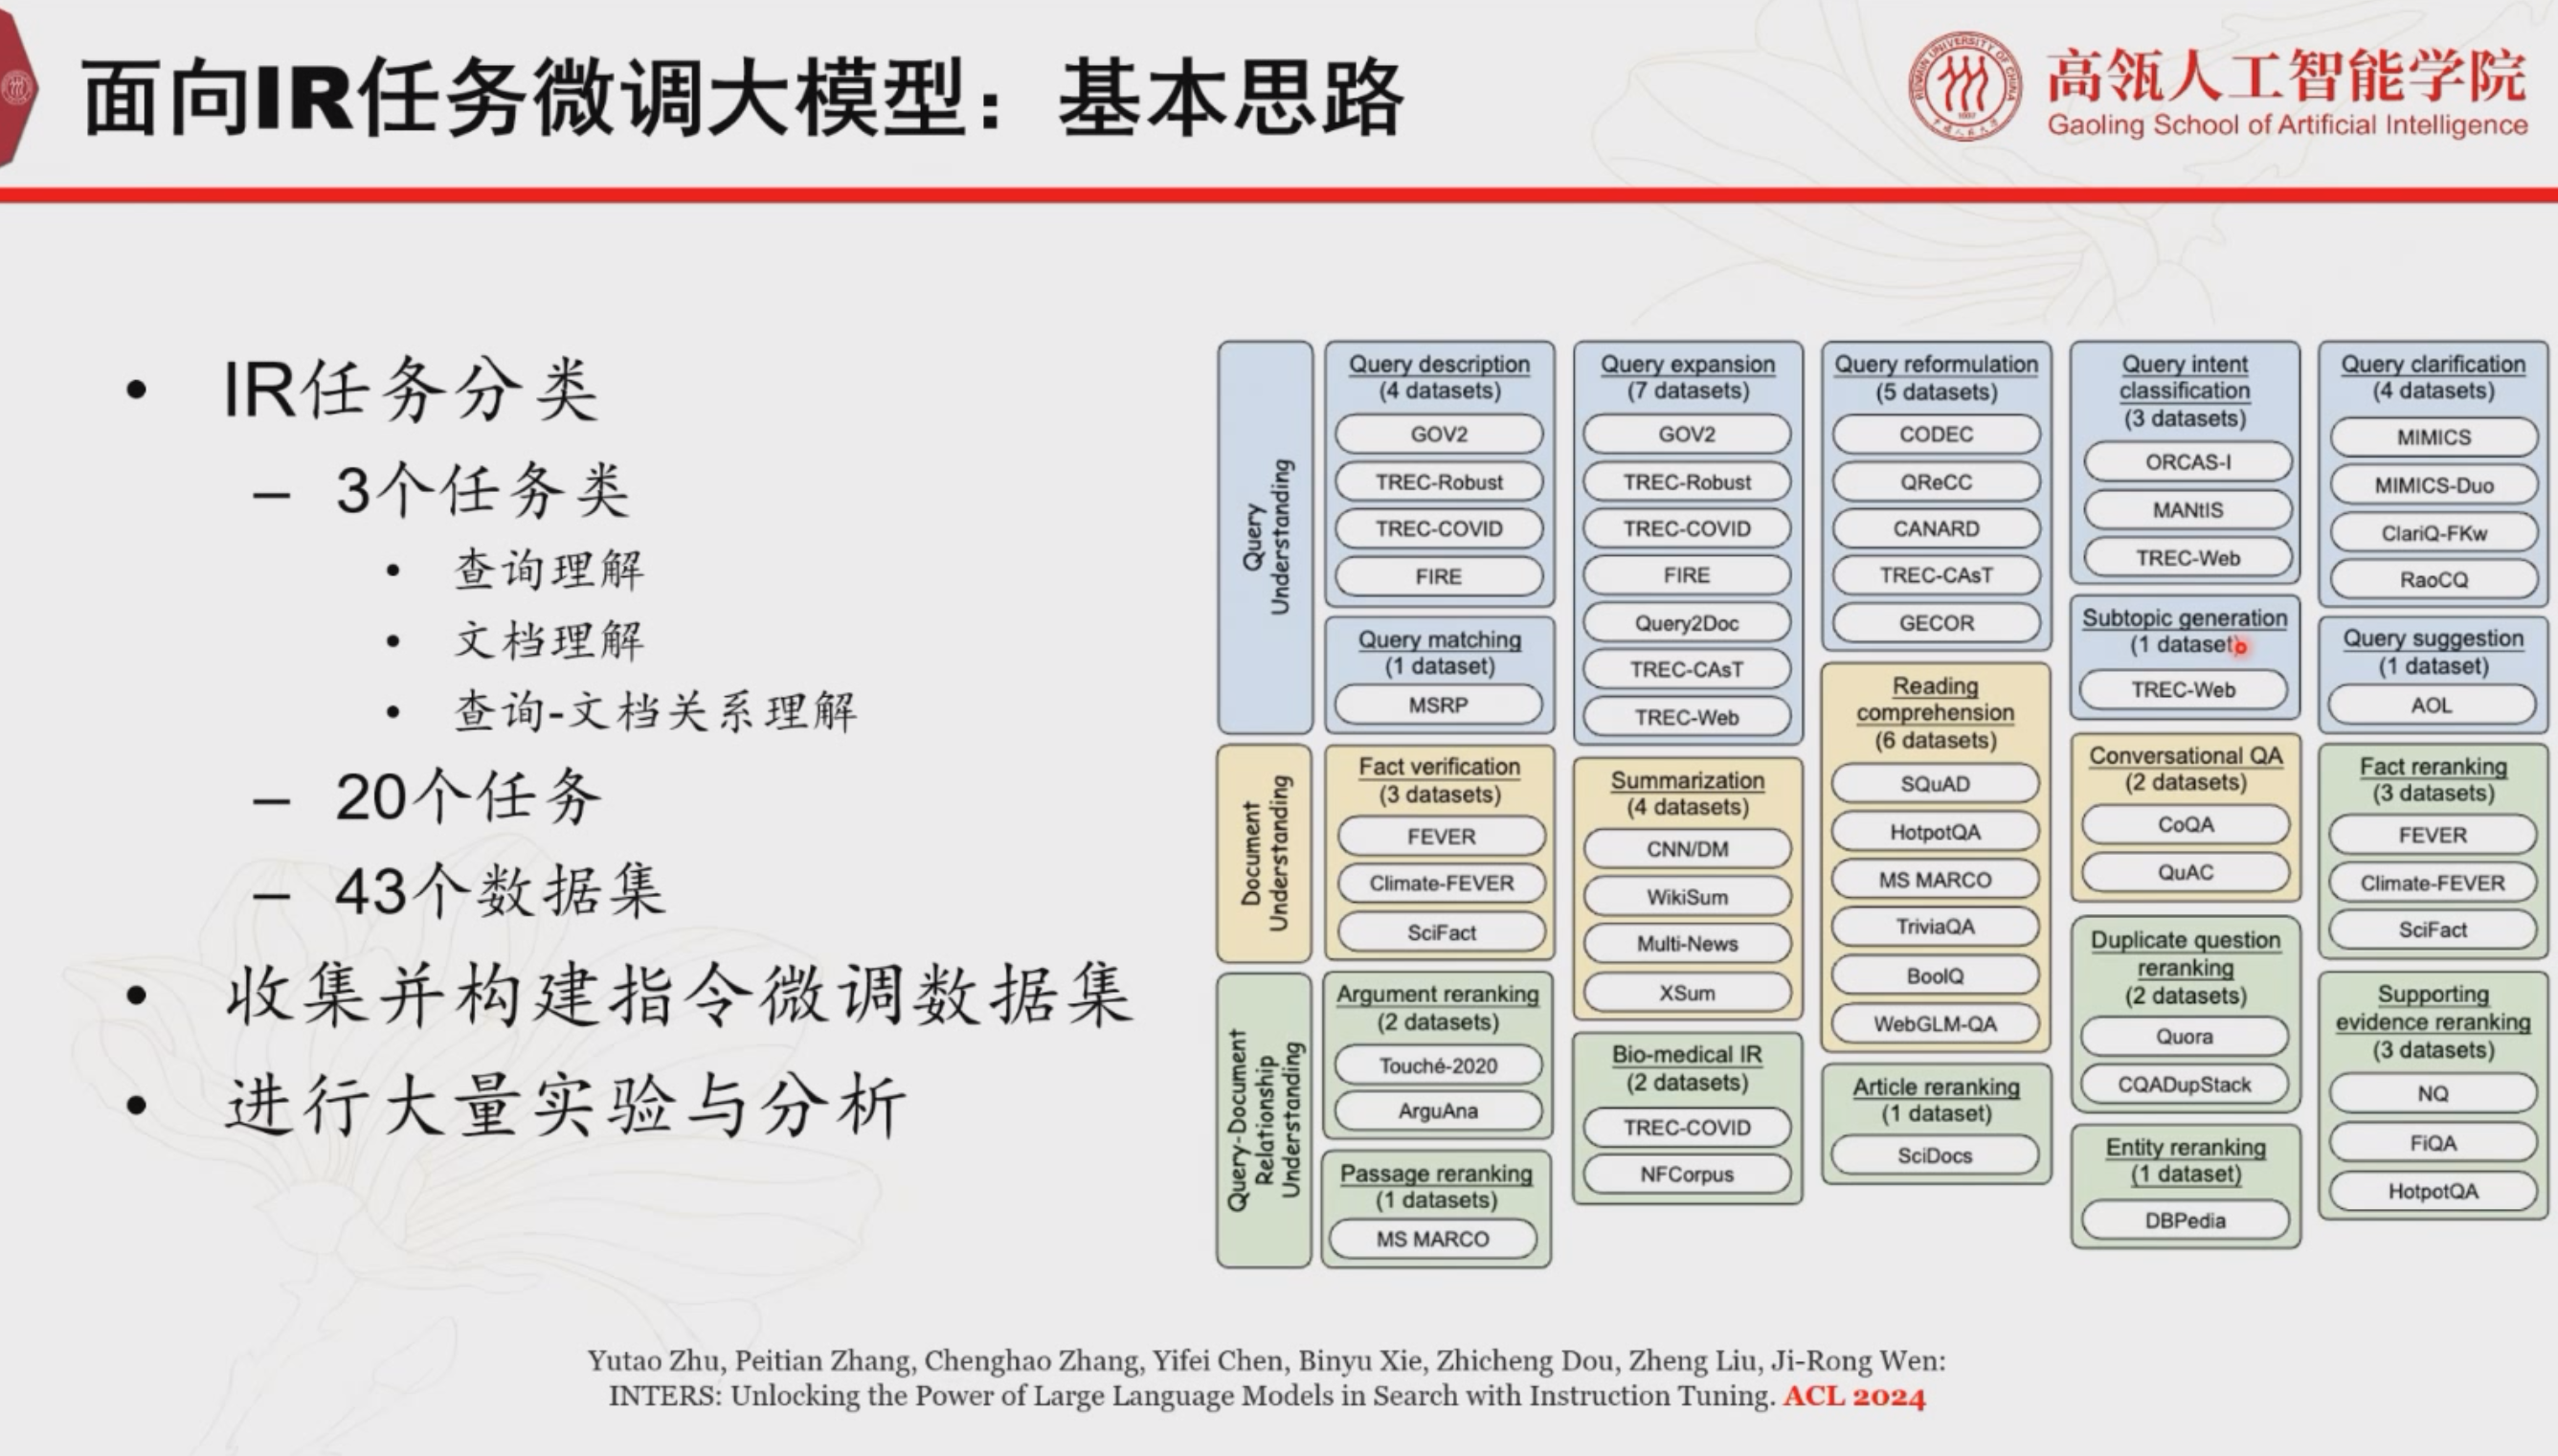 面向IR任务微调大模型：基本思路
高瓴人工智能学院
Gaoling School of Artificial Intelligence
RENMIN UNIVERSITY OF CHINA
1937
• IR任务分类
– 3个任务类
• 查询理解
• 文档理解
• 查询-文档关系理解
– 20个任务
– 43个数据集
• 收集并构建指令微调数据集
• 进行大量实验与分析
Query
Understanding
Query description
(4 datasets)
GOV2
TREC-Robust
TREC-COVID
FIRE
Query matching
(1 dataset)
MSRP
Query expansion
(7 datasets)
GOV2
TREC-Robust
TREC-COVID
FIRE
Query2Doc
TREC-CAsT
TREC-Web
Query reformulation
(5 datasets)
CODEC
QReCC
CANARD
TREC-CAsT
GECOR
Query intent
classification
(3 datasets)
ORCAS-I
MANtIS
TREC-Web
Subtopic generation
(1 dataset)
TREC-Web
Query clarification
(4 datasets)
MIMICS
MIMICS-Duo
ClariQ-FKw
RaoCQ
Query suggestion
(1 dataset)
AOL
Document
Understanding
Fact verification
(3 datasets)
FEVER
Climate-FEVER
SciFact
Summarization
(4 datasets)
CNN/DM
WikiSum
Multi-News
XSum
Reading
comprehension
(6 datasets)
SQuAD
HotpotQA
MS MARCO
TriviaQA
BoolQ
WebGLM-QA
Conversational QA
(2 datasets)
CoQA
QuAC
Query-Document
Relationship
Understanding
Argument reranking
(2 datasets)
Touché-2020
ArguAna
Passage reranking
(1 datasets)
MS MARCO
Bio-medical IR
(2 datasets)
TREC-COVID
NFCorpus
Article reranking
(1 dataset)
SciDocs
Duplicate question
reranking
(2 datasets)
Quora
CQADupStack
Entity reranking
(1 dataset)
DBPedia
Fact reranking
(3 datasets)
FEVER
Climate-FEVER
SciFact
Supporting
evidence reranking
(3 datasets)
NQ
FiQA
HotpotQA
Yutao Zhu, Peitian Zhang, Chenghao Zhang, Yifei Chen, Binyu Xie, Zhicheng Dou, Zheng Liu, Ji-Rong Wen:
INTERS: Unlocking the Power of Large Language Models in Search with Instruction Tuning. ACL 2024